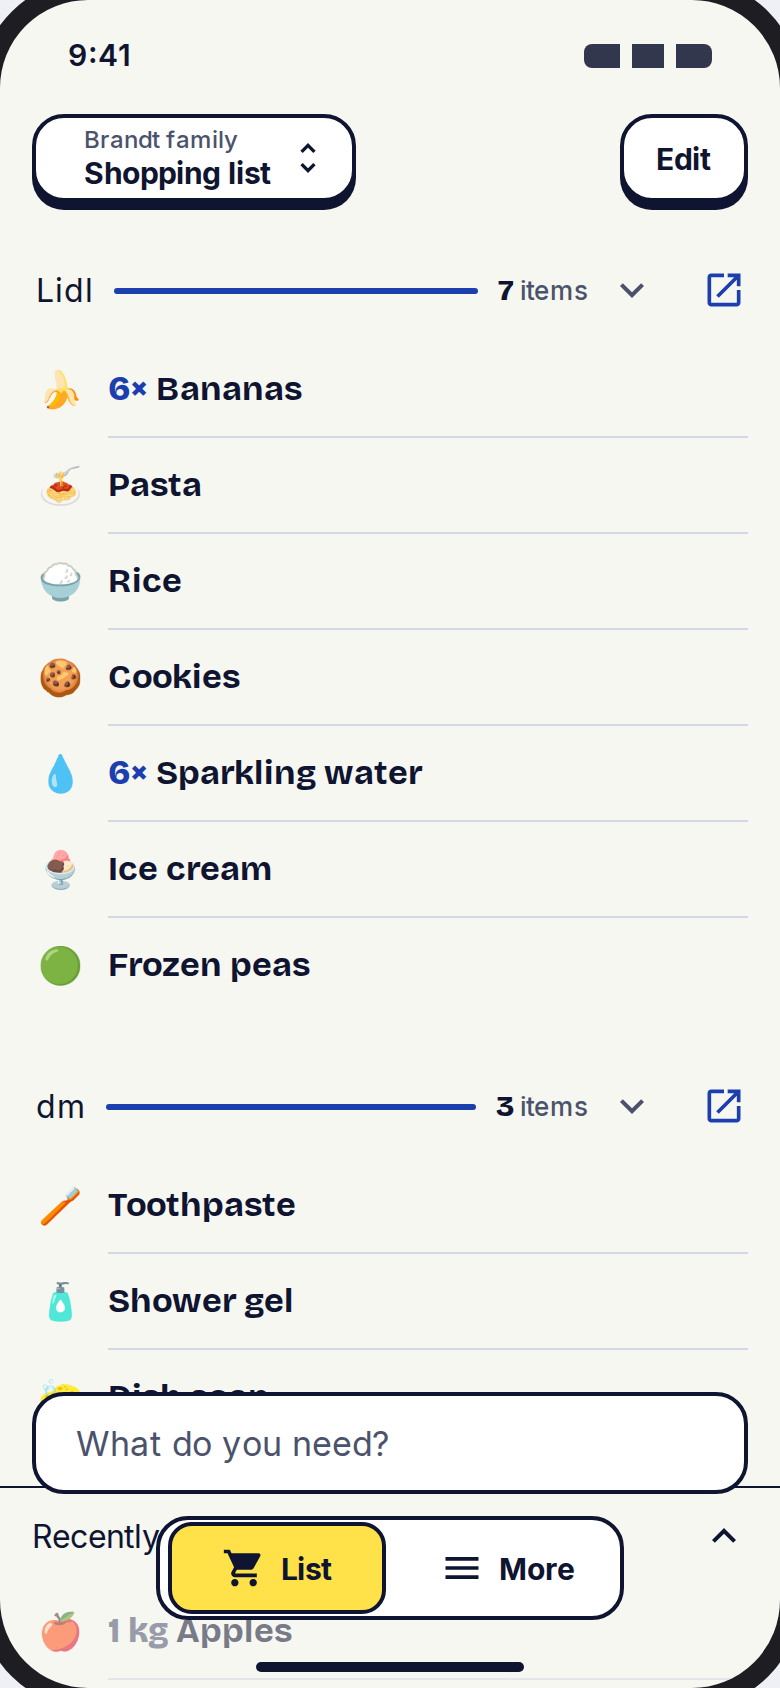 9:41
Brandt family
Shopping list
Edit
Lidl
7 items
6× Bananas
Pasta
Rice
Cookies
6× Sparkling water
Ice cream
Frozen peas
dm
3 items
Toothpaste
Shower gel
Dish soap
What do you need?
Recently
List
More
1 kg Apples